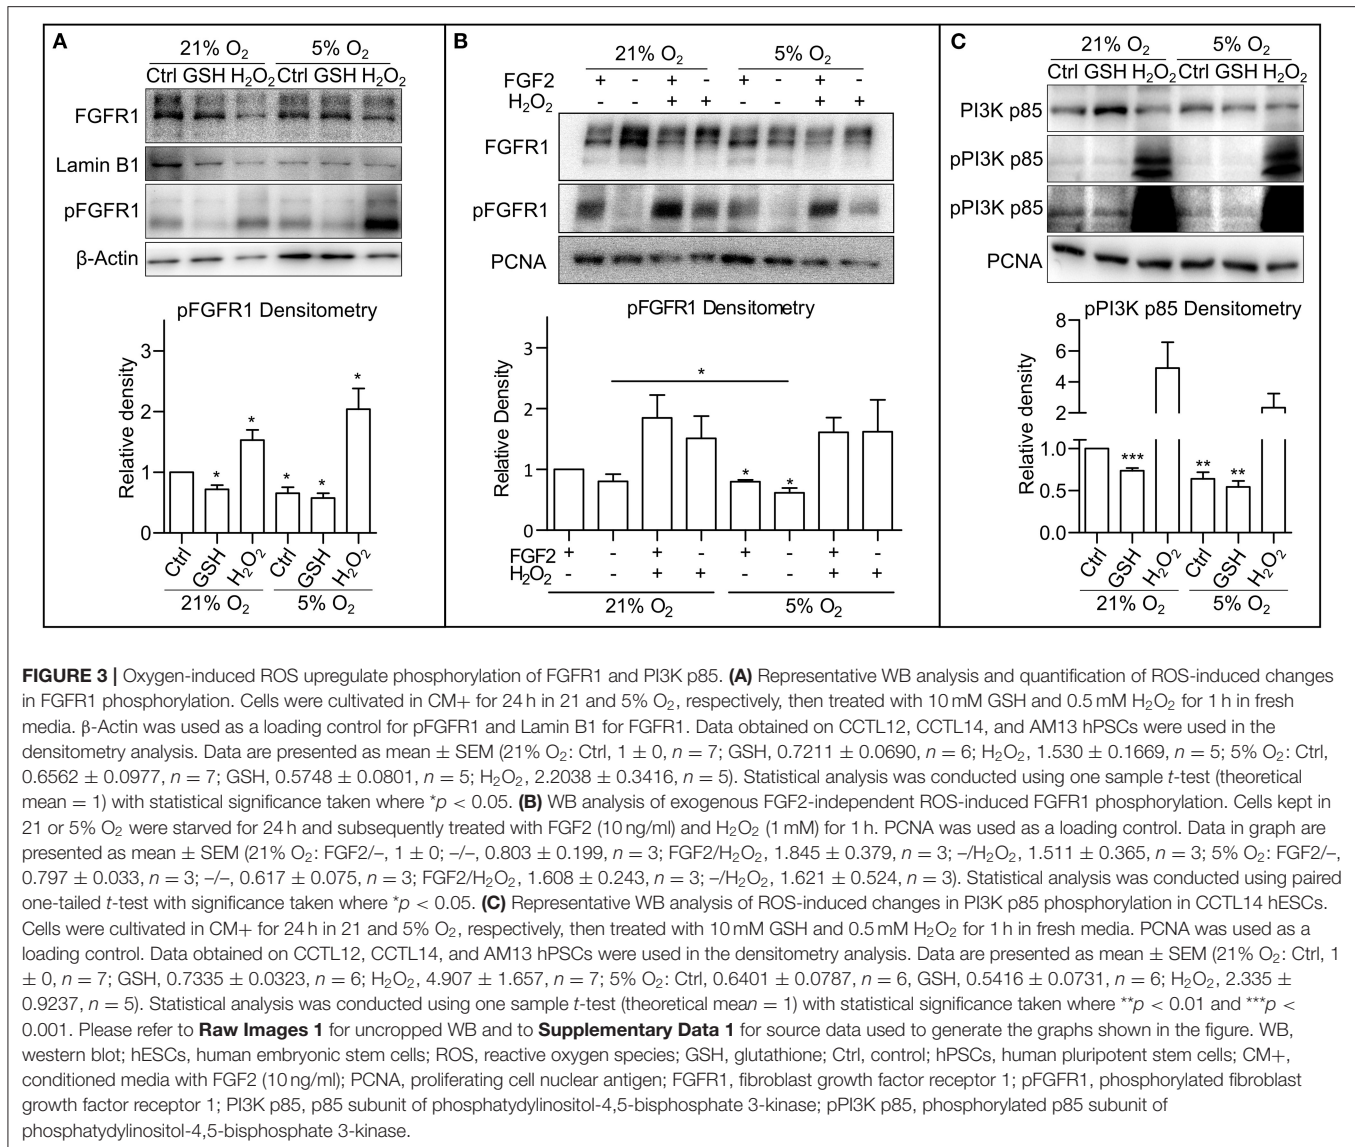 A
21% O₂ 5% O₂
Ctrl GSH H₂O₂ Ctrl GSH H₂O₂
FGFR1
Lamin B1
pFGFR1
β-Actin
pFGFR1 Densitometry
Relative density
3
2
1
0
* * * * *
Ctrl GSH H₂O₂ Ctrl GSH H₂O₂
21% O₂ 5% O₂
B
21% O₂ 5% O₂
FGF2 + - + - + - + -
H₂O₂ - - + + - - + +
FGFR1
pFGFR1
PCNA
pFGFR1 Densitometry
Relative Density
3
2
1
0
*
* *
FGF2 + - + - + - + -
H₂O₂ - - + + - - + +
21% O₂ 5% O₂
C
21% O₂ 5% O₂
Ctrl GSH H₂O₂ Ctrl GSH H₂O₂
PI3K p85
pPI3K p85
pPI3K p85
PCNA
pPI3K p85 Densitometry
Relative density
8
6
4
2
1.0
0.5
0.0
*** ** **
Ctrl GSH H₂O₂ Ctrl GSH H₂O₂
21% O₂ 5% O₂
FIGURE 3 | Oxygen-induced ROS upregulate phosphorylation of FGFR1 and PI3K p85. (A) Representative WB analysis and quantification of ROS-induced changes
in FGFR1 phosphorylation. Cells were cultivated in CM+ for 24 h in 21 and 5% O₂, respectively, then treated with 10 mM GSH and 0.5 mM H₂O₂ for 1 h in fresh
media. β-Actin was used as a loading control for pFGFR1 and Lamin B1 for FGFR1. Data obtained on CCTL12, CCTL14, and AM13 hPSCs were used in the
densitometry analysis. Data are presented as mean ± SEM (21% O₂: Ctrl, 1 ± 0, n = 7; GSH, 0.7211 ± 0.0690, n = 6; H₂O₂, 1.530 ± 0.1669, n = 5; 5% O₂: Ctrl,
0.6562 ± 0.0977, n = 7; GSH, 0.5748 ± 0.0801, n = 5; H₂O₂, 2.2038 ± 0.3416, n = 5). Statistical analysis was conducted using one sample t-test (theoretical
mean = 1) with statistical significance taken where *p < 0.05. (B) WB analysis of exogenous FGF2-independent ROS-induced FGFR1 phosphorylation. Cells kept in
21 or 5% O₂ were starved for 24 h and subsequently treated with FGF2 (10 ng/ml) and H₂O₂ (1 mM) for 1 h. PCNA was used as a loading control. Data in graph are
presented as mean ± SEM (21% O₂: FGF2/–, 1 ± 0; –/–, 0.803 ± 0.199, n = 3; FGF2/H₂O₂, 1.845 ± 0.379, n = 3; –/H₂O₂, 1.511 ± 0.365, n = 3; 5% O₂: FGF2/–,
0.797 ± 0.033, n = 3; –/–, 0.617 ± 0.075, n = 3; FGF2/H₂O₂, 1.608 ± 0.243, n = 3; –/H₂O₂, 1.621 ± 0.524, n = 3). Statistical analysis was conducted using paired
one-tailed t-test with significance taken where *p < 0.05. (C) Representative WB analysis of ROS-induced changes in PI3K p85 phosphorylation in CCTL14 hESCs.
Cells were cultivated in CM+ for 24 h in 21 and 5% O₂, respectively, then treated with 10 mM GSH and 0.5 mM H₂O₂ for 1 h in fresh media. PCNA was used as a
loading control. Data obtained on CCTL12, CCTL14, and AM13 hPSCs were used in the densitometry analysis. Data are presented as mean ± SEM (21% O₂: Ctrl, 1
± 0, n = 7; GSH, 0.7335 ± 0.0323, n = 6; H₂O₂, 4.907 ± 1.657, n = 7; 5% O₂: Ctrl, 0.6401 ± 0.0787, n = 6, GSH, 0.5416 ± 0.0731, n = 6; H₂O₂, 2.335 ±
0.9237, n = 5). Statistical analysis was conducted using one sample t-test (theoretical mean = 1) with statistical significance taken where **p < 0.01 and ***p <
0.001. Please refer to Raw Images 1 for uncropped WB and to Supplementary Data 1 for source data used to generate the graphs shown in the figure. WB,
western blot; hESCs, human embryonic stem cells; ROS, reactive oxygen species; GSH, glutathione; Ctrl, control; hPSCs, human pluripotent stem cells; CM+,
conditioned media with FGF2 (10 ng/ml); PCNA, proliferating cell nuclear antigen; FGFR1, fibroblast growth factor receptor 1; pFGFR1, phosphorylated fibroblast
growth factor receptor 1; PI3K p85, p85 subunit of phosphatydylinositol-4,5-bisphosphate 3-kinase; pPI3K p85, phosphorylated p85 subunit of
phosphatydylinositol-4,5-bisphosphate 3-kinase.